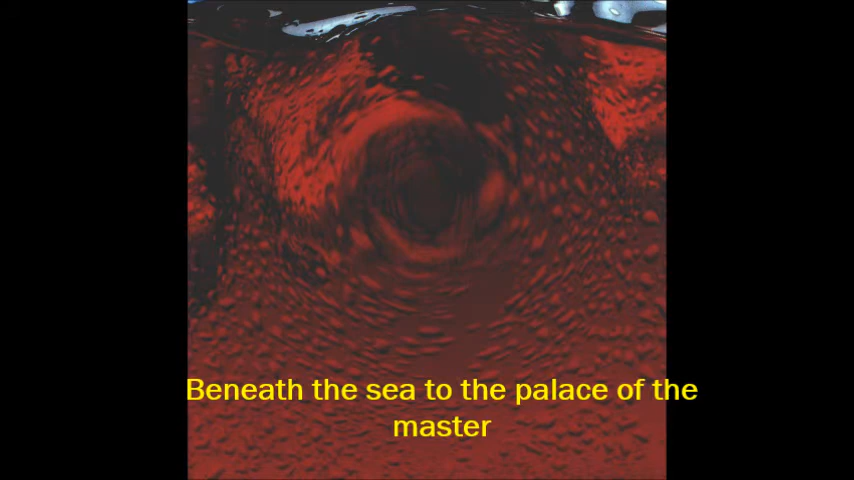 Beneath the sea to the palace of the
master